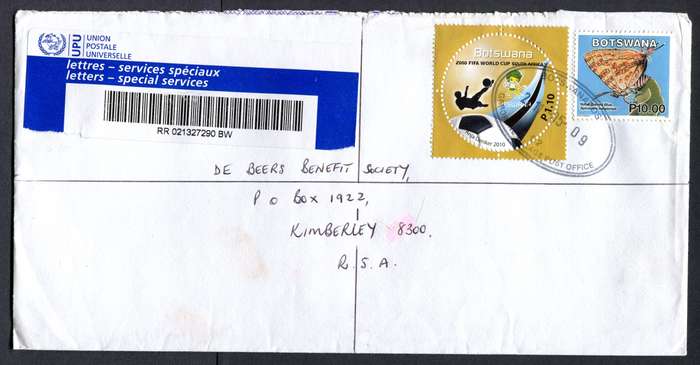 UPU
UNION
POSTALE
UNIVERSELLE
lettres – services spéciaux
letters – special services
RR 021327290 BW
Botswana
2010 FIFA WORLD CUP SOUTH AFRICA
P1.10
BOTSWANA
P10.00
09
POST OFFICE
DE BEERS BENEFIT SOCIETY,
P O BOX 1922,
KIMBERLEY 8300.
R.S.A.